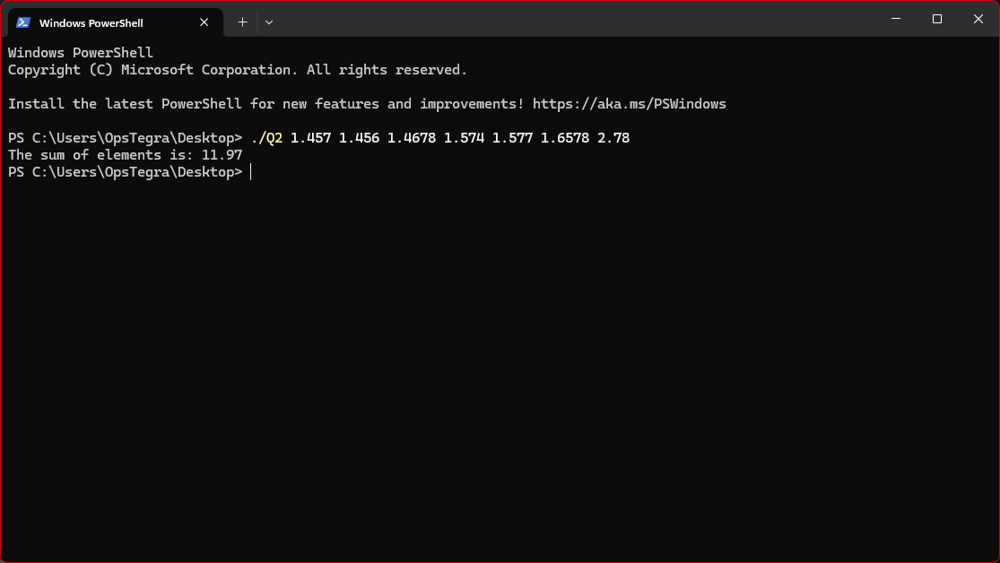 Windows PowerShell
Windows PowerShell
Copyright (C) Microsoft Corporation. All rights reserved.
Install the latest PowerShell for new features and improvements! https://aka.ms/PSWindows
PS C:\Users\OpsTegra\Desktop> ./Q2 1.457 1.456 1.4678 1.574 1.577 1.6578 2.78
The sum of elements is: 11.97
PS C:\Users\OpsTegra\Desktop>